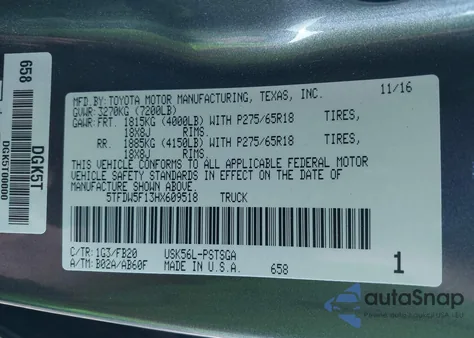 658
DGK5T
DGK5T00000
MFD.BY: TOYOTA MOTOR MANUFACTURING, TEXAS, INC. 11/16
GVWR: 3270KG (7200LB)
GAWR: FRT. 1815KG (4000LB) WITH P275/65R18 TIRES,
18X8J RIMS.
RR. 1885KG (4150LB) WITH P275/65R18 TIRES,
18X8J RIMS.
THIS VEHICLE CONFORMS TO ALL APPLICABLE FEDERAL MOTOR
VEHICLE SAFETY STANDARDS IN EFFECT ON THE DATE OF
MANUFACTURE SHOWN ABOVE.
5TFDW5F13HX609518 TRUCK
C/TR: 1G3/FB20 USK56L-PSTSGA
A/TM: B02A/AB60F MADE IN U.S.A. 658 1
autoSnap